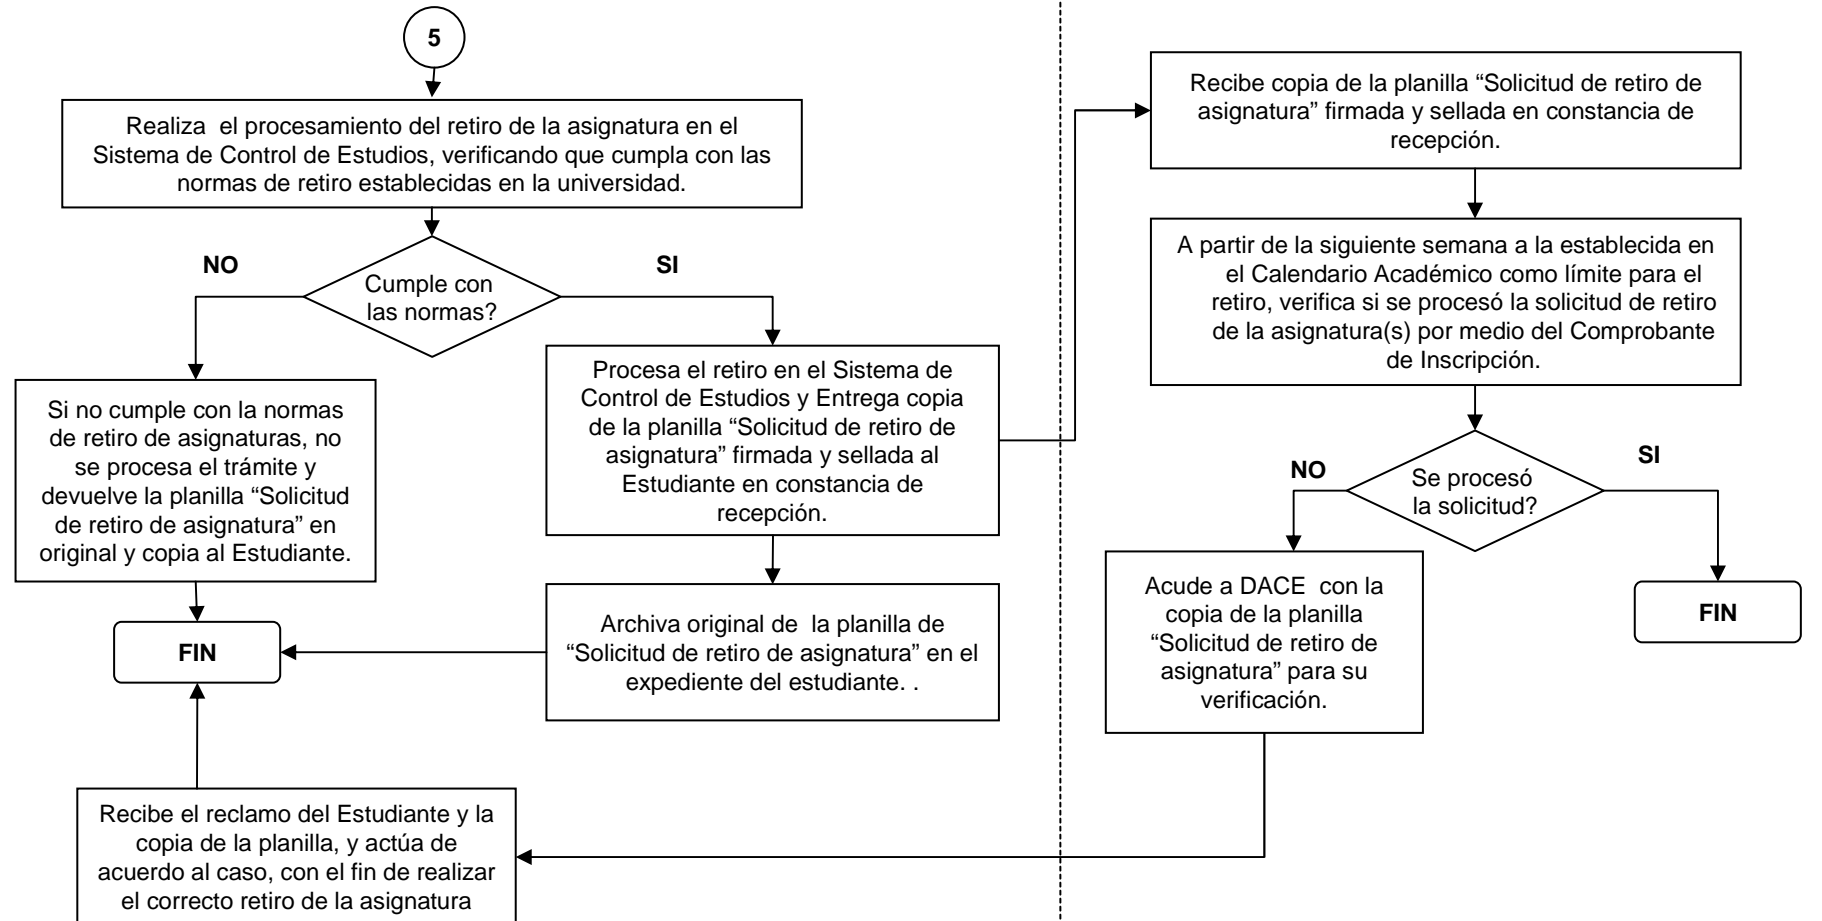 5
Realiza el procesamiento del retiro de la asignatura en el
Sistema de Control de Estudios, verificando que cumpla con las
normas de retiro establecidas en la universidad.
NO
SI
Cumple con
las normas?
Si no cumple con la normas
de retiro de asignaturas, no
se procesa el trámite y
devuelve la planilla “Solicitud
de retiro de asignatura” en
original y copia al Estudiante.
Procesa el retiro en el Sistema de
Control de Estudios y Entrega copia
de la planilla “Solicitud de retiro de
asignatura” firmada y sellada al
Estudiante en constancia de
recepción.
FIN
Archiva original de la planilla de
“Solicitud de retiro de asignatura” en el
expediente del estudiante. .
Recibe el reclamo del Estudiante y la
copia de la planilla, y actúa de
acuerdo al caso, con el fin de realizar
el correcto retiro de la asignatura
Recibe copia de la planilla “Solicitud de retiro de
asignatura” firmada y sellada en constancia de
recepción.
A partir de la siguiente semana a la establecida en
el Calendario Académico como límite para el
retiro, verifica si se procesó la solicitud de retiro
de la asignatura(s) por medio del Comprobante
de Inscripción.
NO
SI
Se procesó
la solicitud?
Acude a DACE con la
copia de la planilla
“Solicitud de retiro de
asignatura” para su
verificación.
FIN